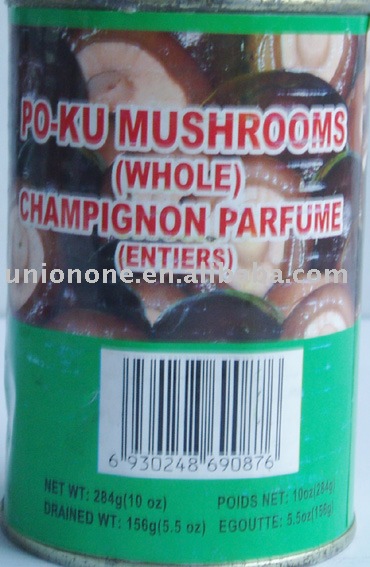 PO-KU MUSHROOMS
(WHOLE)
CHAMPIGNON PARFUME
(ENTIERS)
unionone.en.alibaba.com
6 930248 690876
NET WT: 284g(10 oz) POIDS NET: 10oz(284g)
DRAINED WT: 156g(5.5 oz) EGOUTTE: 5.5oz(156g)